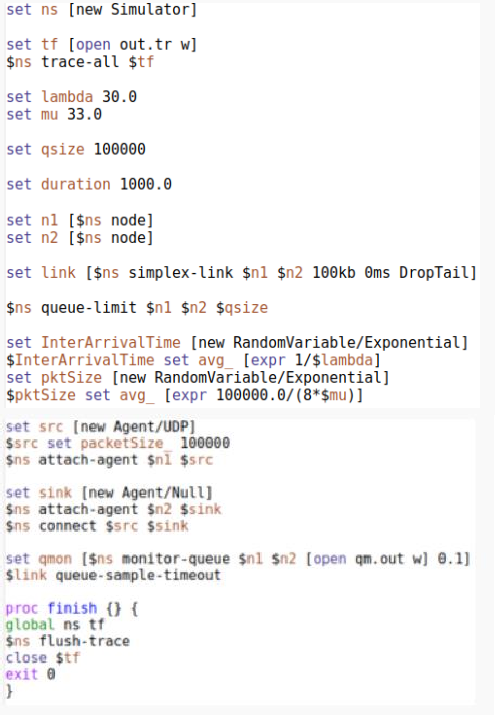 set ns [new Simulator]
set tf [open out.tr w]
$ns trace-all $tf
set lambda 30.0
set mu 33.0
set qsize 100000
set duration 1000.0
set n1 [$ns node]
set n2 [$ns node]
set link [$ns simplex-link $n1 $n2 100kb 0ms DropTail]
$ns queue-limit $n1 $n2 $qsize
set InterArrivalTime [new RandomVariable/Exponential]
$InterArrivalTime set avg_ [expr 1/$lambda]
set pktSize [new RandomVariable/Exponential]
$pktSize set avg_ [expr 100000.0/(8*$mu)]
set src [new Agent/UDP]
$src set packetSize_ 100000
$ns attach-agent $n1 $src
set sink [new Agent/Null]
$ns attach-agent $n2 $sink
$ns connect $src $sink
set qmon [$ns monitor-queue $n1 $n2 [open qm.out w] 0.1]
$link queue-sample-timeout
proc finish {} {
global ns tf
$ns flush-trace
close $tf
exit 0
}